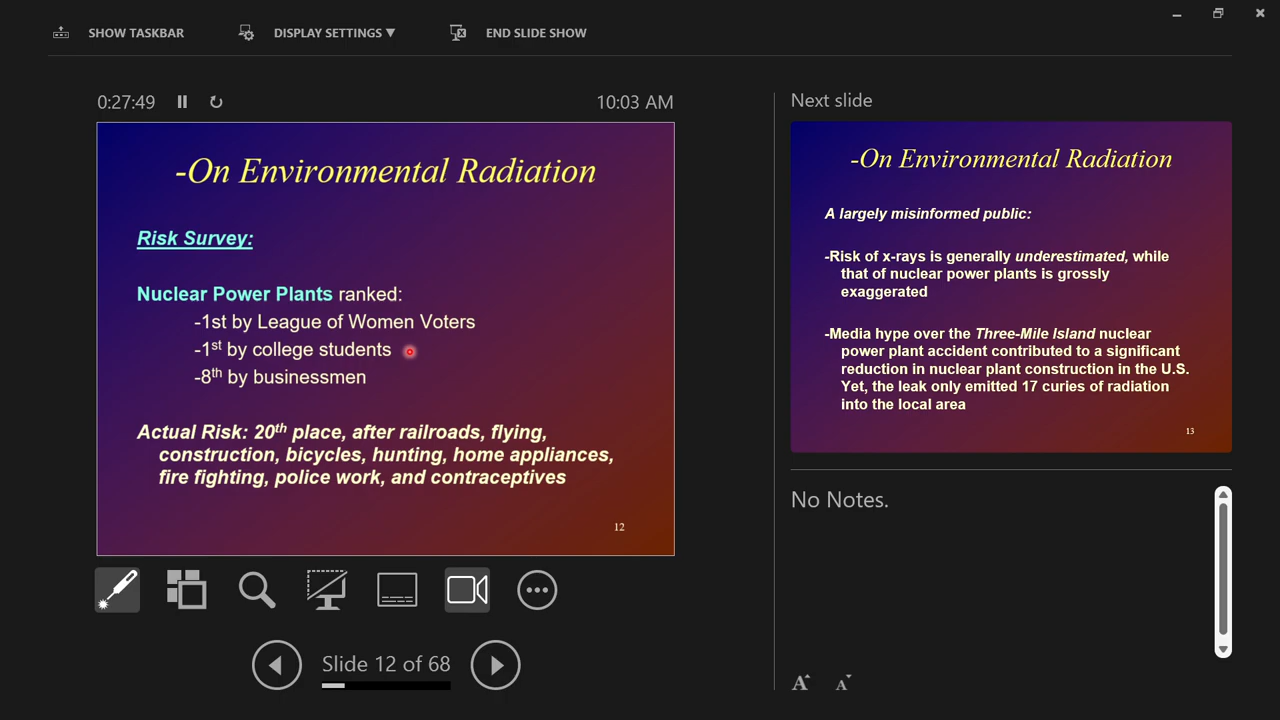 SHOW TASKBAR
DISPLAY SETTINGS ▼
END SLIDE SHOW
0:27:49
10:03 AM
-On Environmental Radiation
Risk Survey:
Nuclear Power Plants ranked:
-1st by League of Women Voters
-1st by college students
-8th by businessmen
Actual Risk: 20th place, after railroads, flying,
construction, bicycles, hunting, home appliances,
fire fighting, police work, and contraceptives
12
Slide 12 of 68
Next slide
-On Environmental Radiation
A largely misinformed public:
-Risk of x-rays is generally underestimated, while
that of nuclear power plants is grossly
exaggerated
-Media hype over the Three-Mile Island nuclear
power plant accident contributed to a significant
reduction in nuclear plant construction in the U.S.
Yet, the leak only emitted 17 curies of radiation
into the local area
13
No Notes.
A A